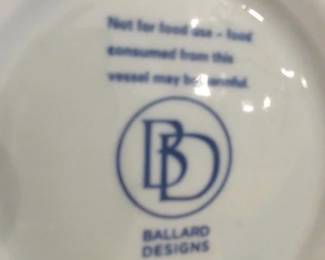 Not for food use - food
consumed from this
vessel may be harmful.
BD
BALLARD
DESIGNS